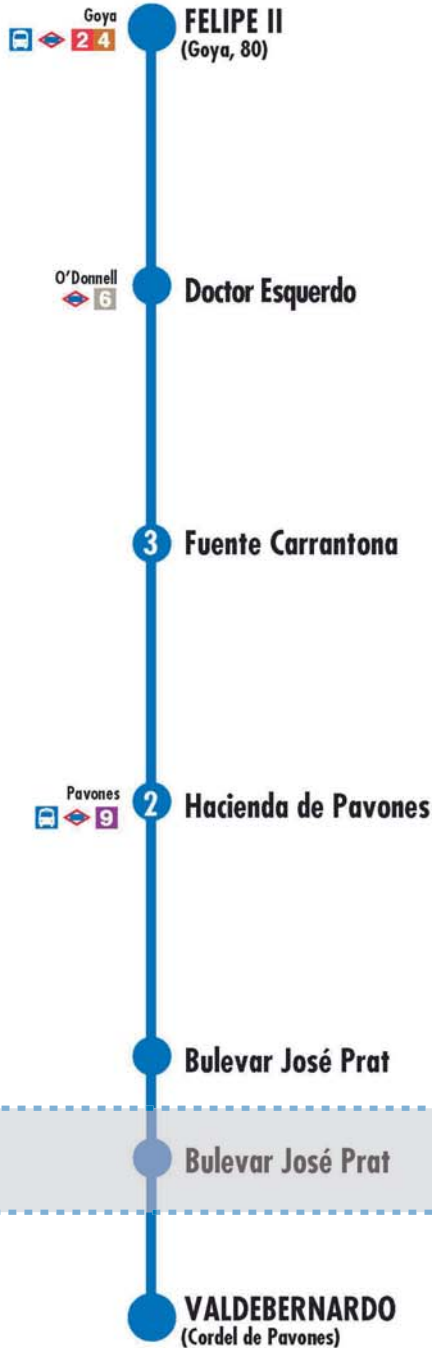 Goya
2 4
FELIPE II
(Goya, 80)
O'Donnell
6
Doctor Esquerdo
3
Fuente Carrantona
Pavones
9
2
Hacienda de Pavones
Bulevar José Prat
Bulevar José Prat
VALDEBERNARDO
(Cordel de Pavones)